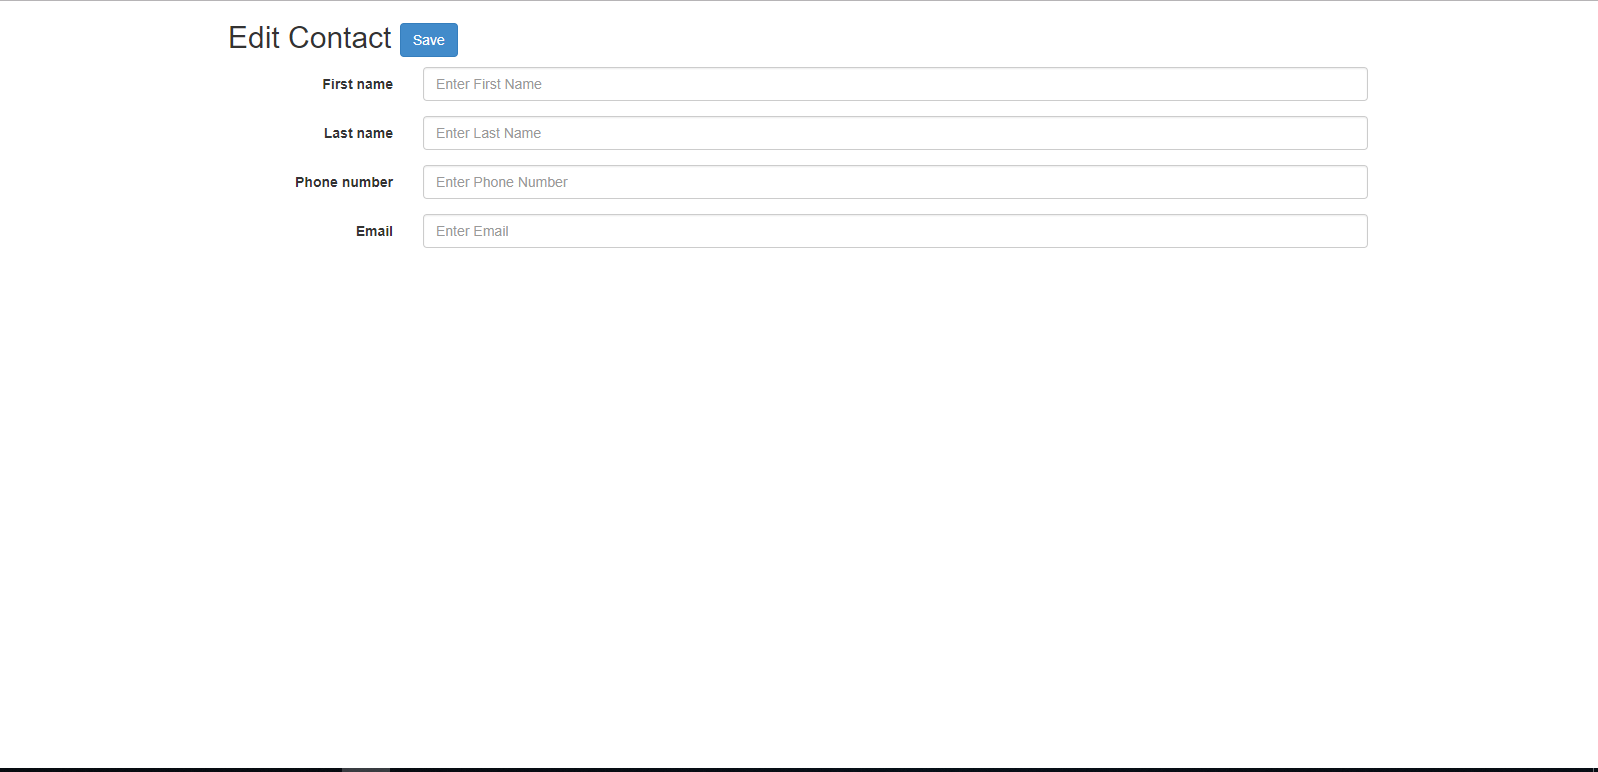 Edit Contact Save
First name Enter First Name
Last name Enter Last Name
Phone number Enter Phone Number
Email Enter Email